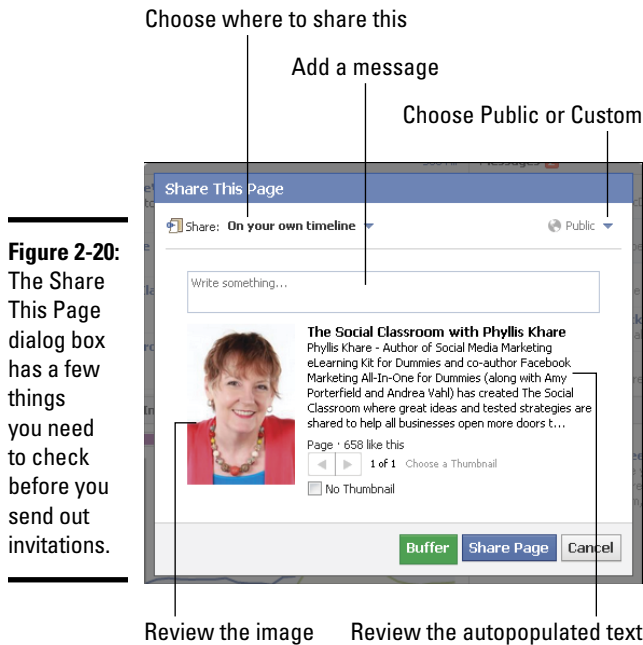 Choose where to share this
Add a message
Choose Public or Custom
Share This Page
Share: On your own timeline
Public
Write something...
The Social Classroom with Phyllis Khare
Phyllis Khare - Author of Social Media Marketing
eLearning Kit for Dummies and co-author Facebook
Marketing All-In-One for Dummies (along with Amy
Porterfield and Andrea Vahl) has created The Social
Classroom where great ideas and tested strategies are
shared to help all businesses open more doors t...
Page · 658 like this
1 of 1 Choose a Thumbnail
No Thumbnail
Buffer Share Page Cancel
Review the image
Review the autopopulated text
Figure 2-20:
The Share
This Page
dialog box
has a few
things
you need
to check
before you
send out
invitations.